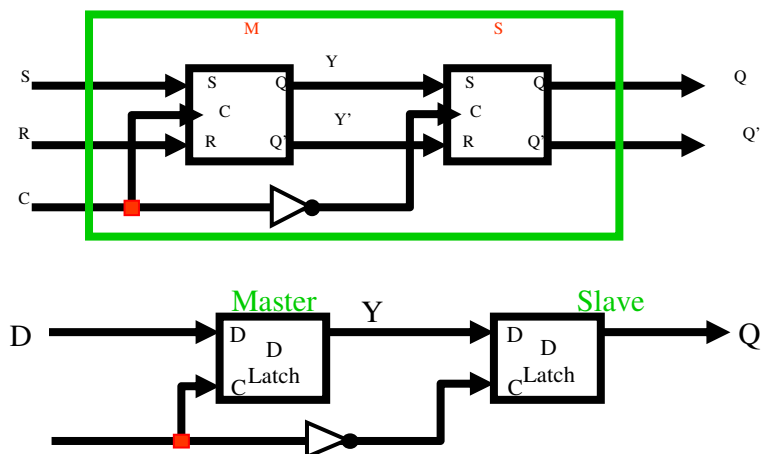 M S
Y
S S Q S Q Q
C C
Y'
R R Q' R Q' Q'
C
Master Y Slave
D D D Q
D D
Latch Latch
C C